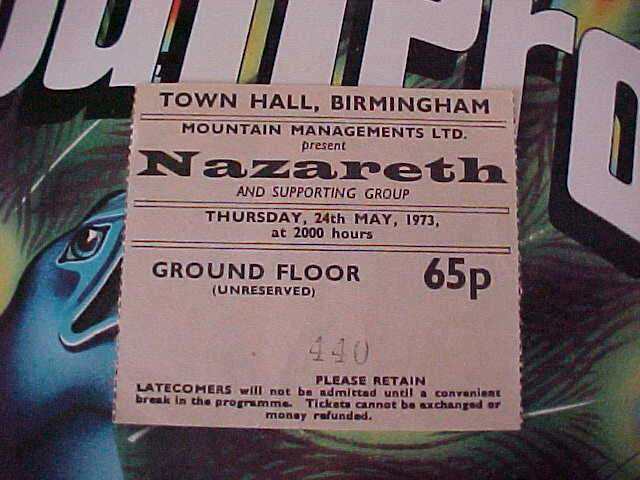 TOWN HALL, BIRMINGHAM
MOUNTAIN MANAGEMENTS LTD.
present
Nazareth
AND SUPPORTING GROUP
THURSDAY, 24th MAY, 1973,
at 2000 hours
GROUND FLOOR 65p
(UNRESERVED)
440
PLEASE RETAIN
LATECOMERS will not be admitted until a convenient
break in the programme. Tickets cannot be exchanged or
money refunded.